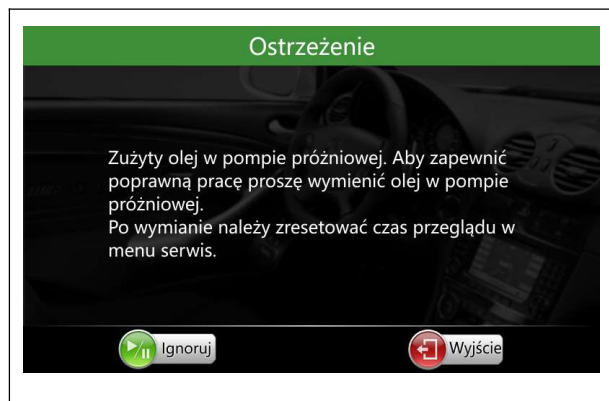 Ostrzeżenie
Zużyty olej w pompie próżniowej. Aby zapewnić
poprawną pracę proszę wymienić olej w pompie
próżniowej.
Po wymianie należy zresetować czas przeglądu w
menu serwis.
Ignoruj
Wyjście